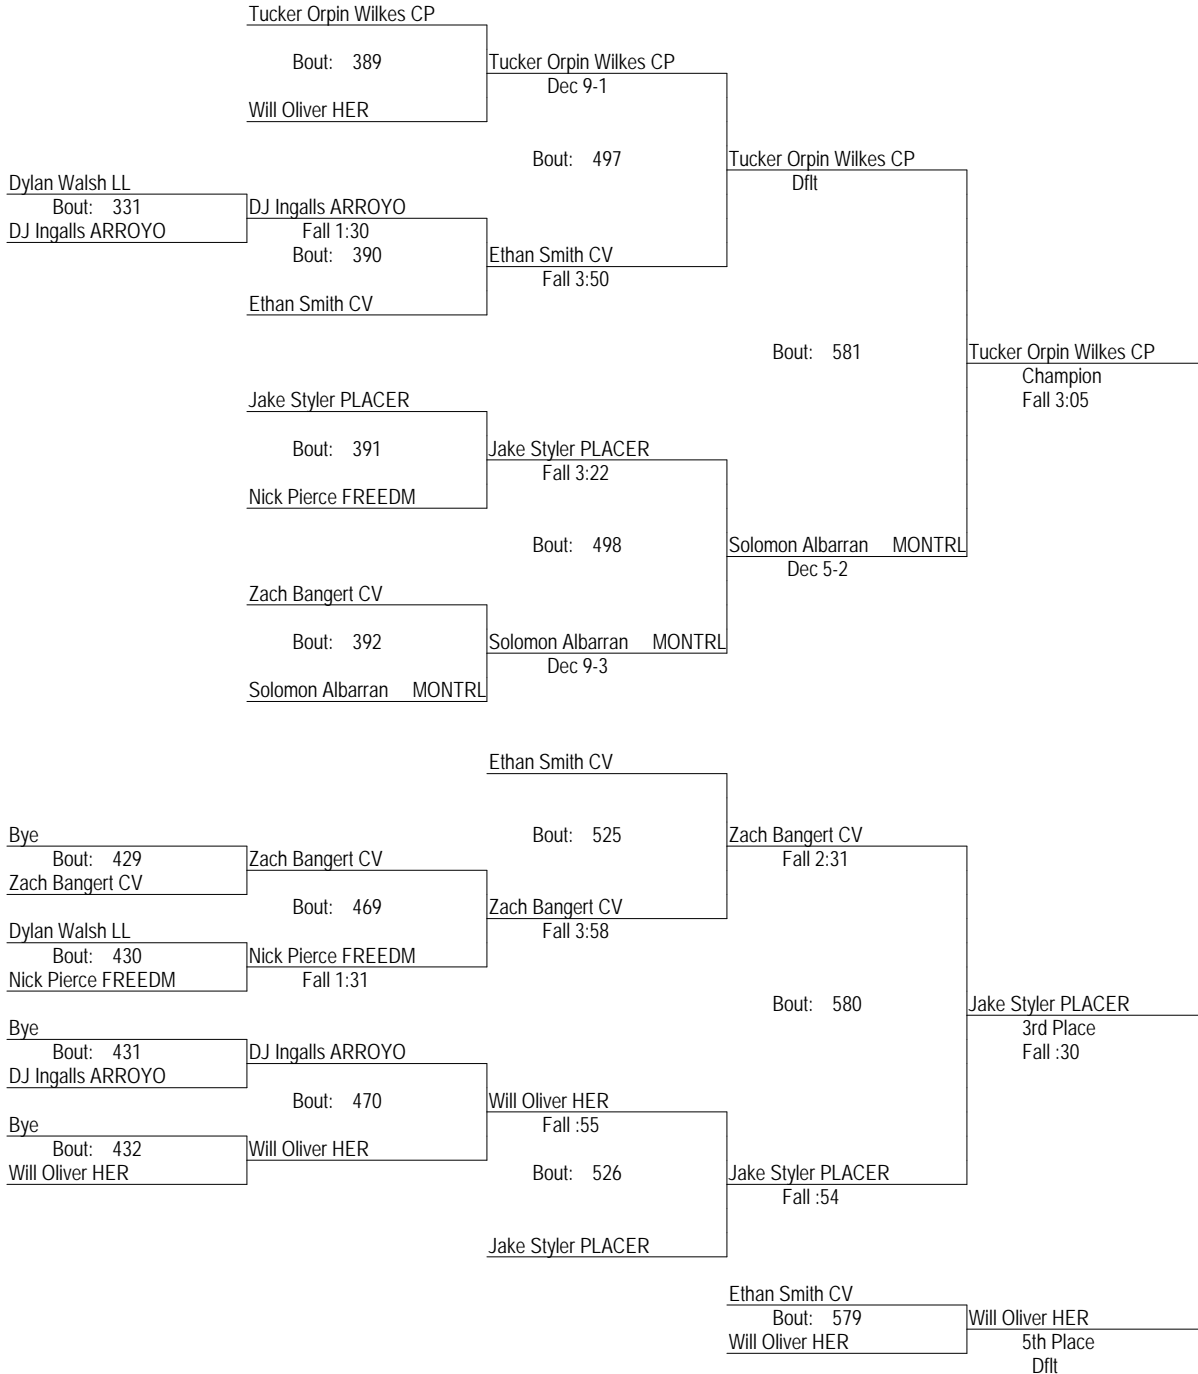 Tucker Orpin Wilkes CP
Bout: 389
Tucker Orpin Wilkes CP
Dec 9-1
Will Oliver HER
Bout: 497
Tucker Orpin Wilkes CP
Dflt
Dylan Walsh LL
Bout: 331
DJ Ingalls ARROYO
DJ Ingalls ARROYO
Fall 1:30
Bout: 390
Ethan Smith CV
Fall 3:50
Ethan Smith CV
Bout: 581
Tucker Orpin Wilkes CP
Champion
Fall 3:05
Jake Styler PLACER
Bout: 391
Jake Styler PLACER
Fall 3:22
Nick Pierce FREEDM
Bout: 498
Solomon Albarran MONTRL
Dec 5-2
Zach Bangert CV
Bout: 392
Solomon Albarran MONTRL
Dec 9-3
Solomon Albarran MONTRL
Ethan Smith CV
Bout: 525
Zach Bangert CV
Fall 2:31
Bye
Bout: 429
Zach Bangert CV
Zach Bangert CV
Bout: 469
Zach Bangert CV
Fall 3:58
Dylan Walsh LL
Bout: 430
Nick Pierce FREEDM
Nick Pierce FREEDM
Fall 1:31
Bout: 580
Jake Styler PLACER
3rd Place
Fall :30
Bye
Bout: 431
DJ Ingalls ARROYO
DJ Ingalls ARROYO
Bout: 470
Will Oliver HER
Fall :55
Bye
Bout: 432
Will Oliver HER
Will Oliver HER
Bout: 526
Jake Styler PLACER
Fall :54
Jake Styler PLACER
Ethan Smith CV
Bout: 579
Will Oliver HER
Will Oliver HER
5th Place
Dflt